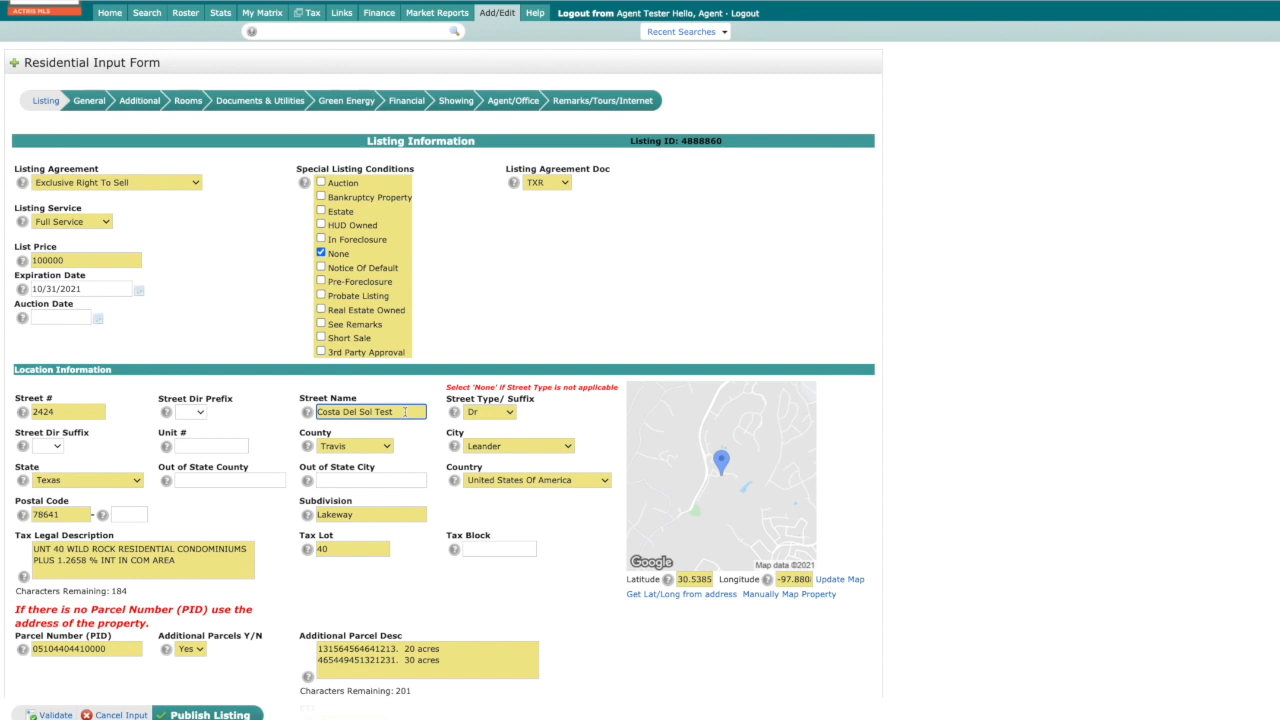 ACTRIS MLS
Home Search Roster Stats My Matrix Tax Links Finance Market Reports Add/Edit Help Logout from Agent Tester Hello, Agent - Logout
Recent Searches
Residential Input Form
Listing General Additional Rooms Documents & Utilities Green Energy Financial Showing Agent/Office Remarks/Tours/Internet
Listing Information Listing ID: 4888860
Listing Agreement
Exclusive Right To Sell
Listing Service
Full Service
List Price
100000
Expiration Date
10/31/2021
Auction Date
Special Listing Conditions
Auction
Bankruptcy Property
Estate
HUD Owned
In Foreclosure
None
Notice Of Default
Pre-Foreclosure
Probate Listing
Real Estate Owned
See Remarks
Short Sale
3rd Party Approval
Listing Agreement Doc
TXR
Location Information
Select 'None' if Street Type is not applicable
Street # Street Dir Prefix Street Name Street Type/ Suffix
2424 Costa Del Sol Test Dr
Street Dir Suffix Unit # County City
Travis Leander
State Out of State County Out of State City Country
Texas United States Of America
Postal Code Subdivision
78641 - Lakeway
Tax Legal Description Tax Lot Tax Block
UNT 40 WILD ROCK RESIDENTIAL CONDOMINIUMS
PLUS 1.2658 % INT IN COM AREA
40
Characters Remaining: 184
Google Map data ©2021
Latitude 30.5385 Longitude -97.880 Update Map
Get Lat/Long from address Manually Map Property
If there is no Parcel Number (PID) use the
address of the property.
Parcel Number (PID) Additional Parcels Y/N Additional Parcel Desc
05104404410000 Yes
131564564641213. 20 acres
465449451321231. 30 acres
Characters Remaining: 201
Validate Cancel Input Publish Listing